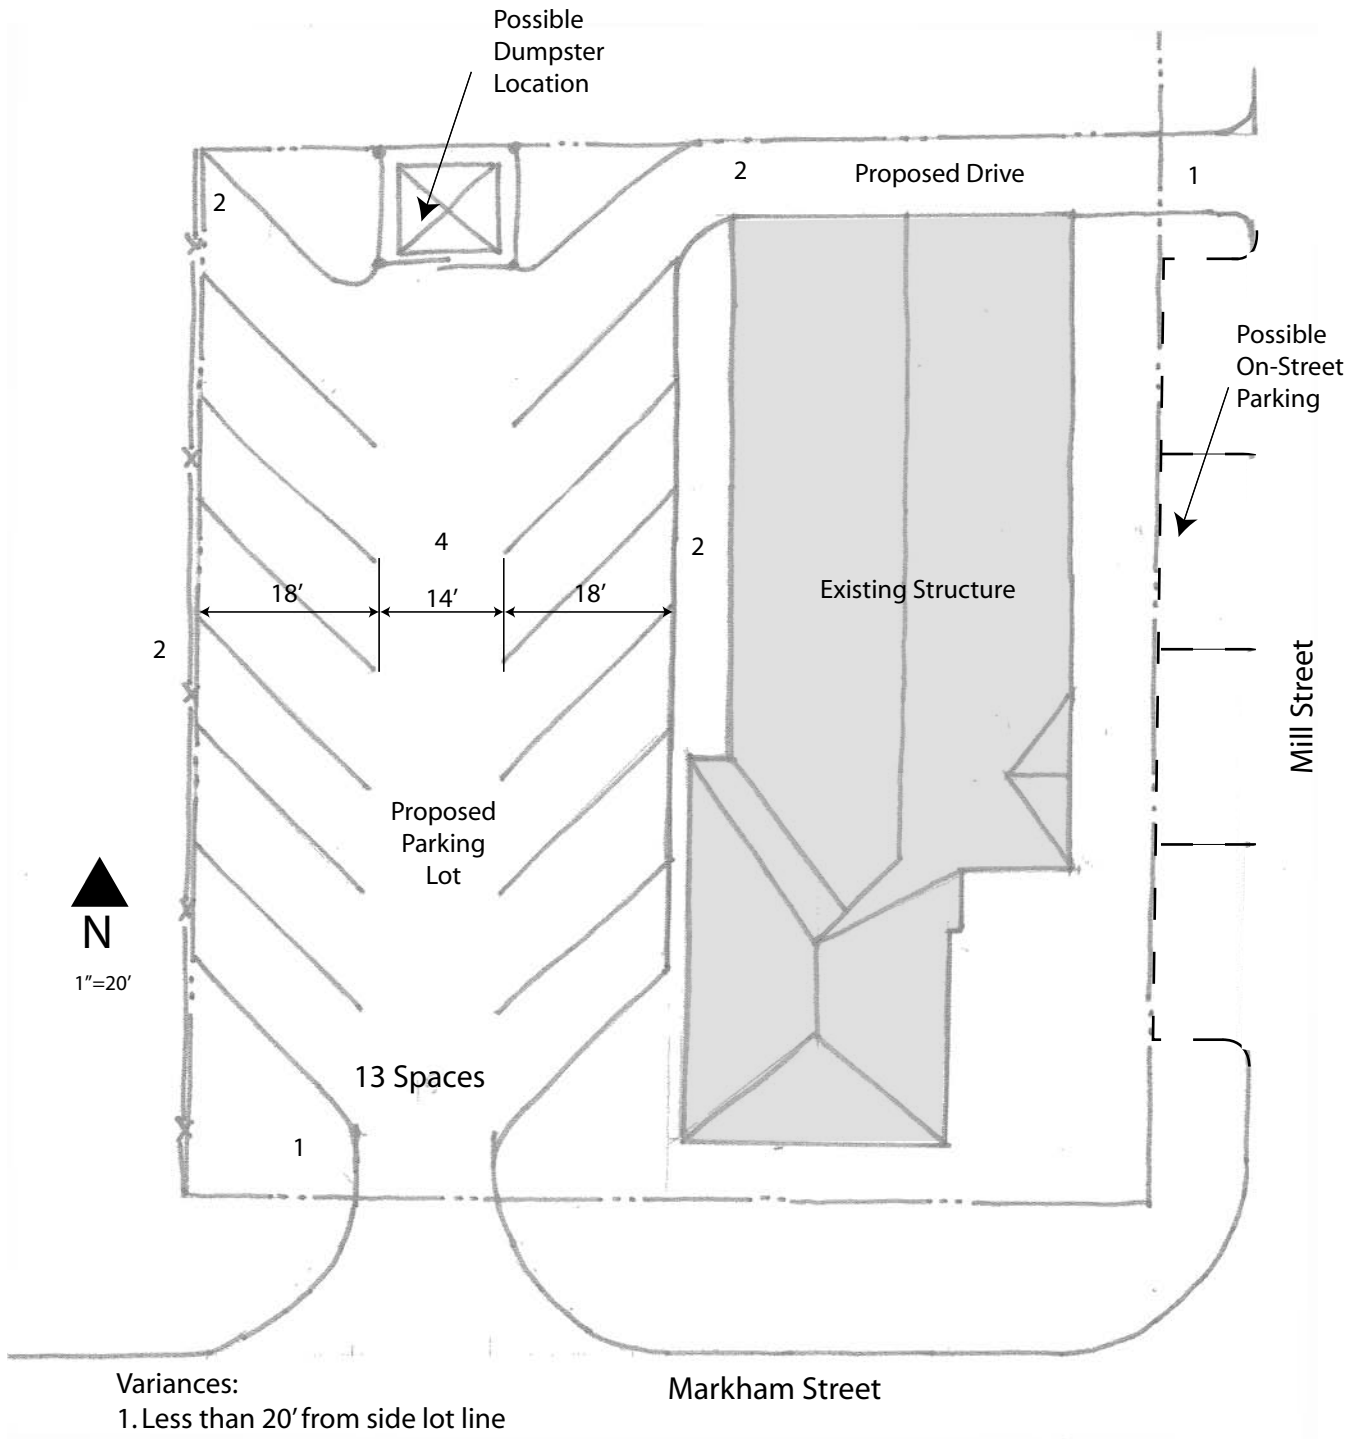 Possible
Dumpster
Location
2
Proposed Drive
1
2
Possible
On-Street
Parking
4
2
18’
14’
18’
Existing Structure
2
Mill Street
Proposed
Parking
Lot
N
1”=20’
13 Spaces
1
Variances:
1. Less than 20’ from side lot line
Markham Street